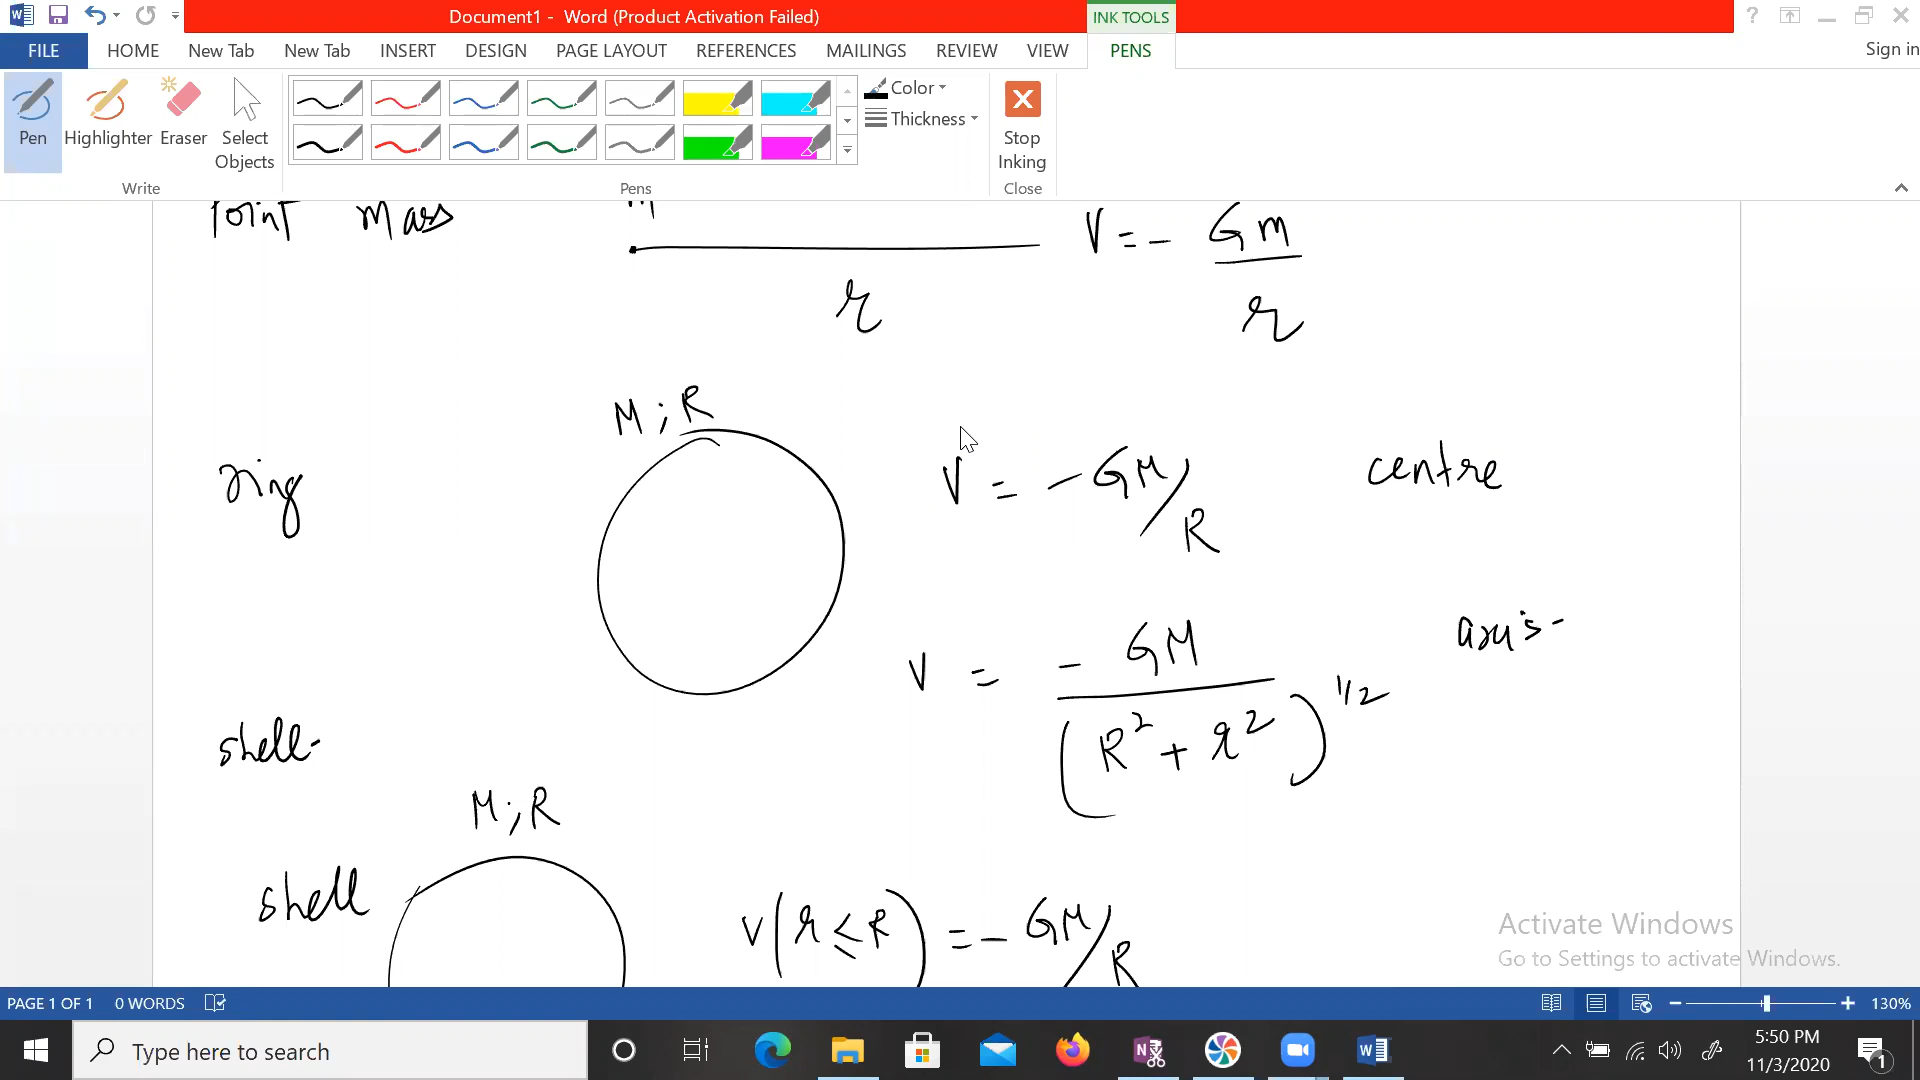 Document1 - Word (Product Activation Failed)
INK TOOLS
FILE HOME New Tab New Tab INSERT DESIGN PAGE LAYOUT REFERENCES MAILINGS REVIEW VIEW PENS
Sign in
Pen Highlighter Eraser Select Objects
Color
Thickness
Stop Inking
Write Pens Close
Point Mass m V = - Gm/r
r
M ; R
ring V = - GM/R centre
V = - GM/(R² + r²)^1/2 axis -
shell -
M ; R
shell V(r ≤ R) = - GM/R
Activate Windows
Go to Settings to activate Windows.
PAGE 1 OF 1 0 WORDS 130%
Type here to search
5:50 PM
11/3/2020
1